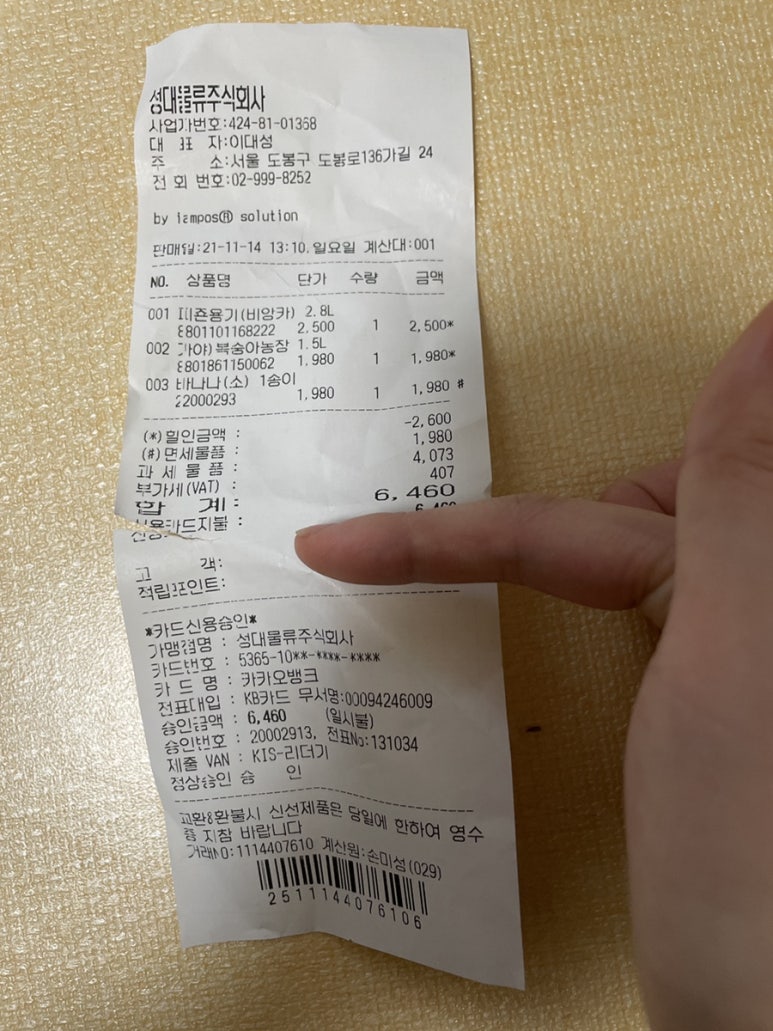 성대물류주식회사
사업자번호:424-81-01368
대 표 자:이대성
주 소:서울 도봉구 도봉로136가길 24
전 회 번호:02-999-8252
by iampos® solution
판매일:21-11-14 13:10.일요일 계산대:001
NO. 상품명 단가 수량 금액
001 피죤용기(비앙카) 2.8L
8801101168222 2.500 1 2,500*
002 가야)복숭아농장 1.5L
8801861150062 1.980 1 1,980*
003 바나나(소) 1송이
22000293 1,980 1 1,980 #
(*)할인금액 : -2,600
(#)면세물품 : 1,980
과 세 물 품 : 4,073
부가세(VAT) : 407
합 계 : 6,460
신용카드지불 : 6,460
고 객:
적립포인트:
*카드신용승인*
가맹점명 : 성대물류주식회사
카드번호 : 5365-10**-****-****
카 드 명 : 카카오뱅크
전표매입 : KB카드 무서명:00094246009
승인금액 : 6,460 (일시불)
승인번호 : 20002913, 전표No:131034
제출 VAN : KIS-리더기
정상승인 승 인
교환&환불시 신선제품은 당일에 한하여 영수
증 지참 바랍니다
거래NO:1114407610 계산원:손미성(029)
2511144076106